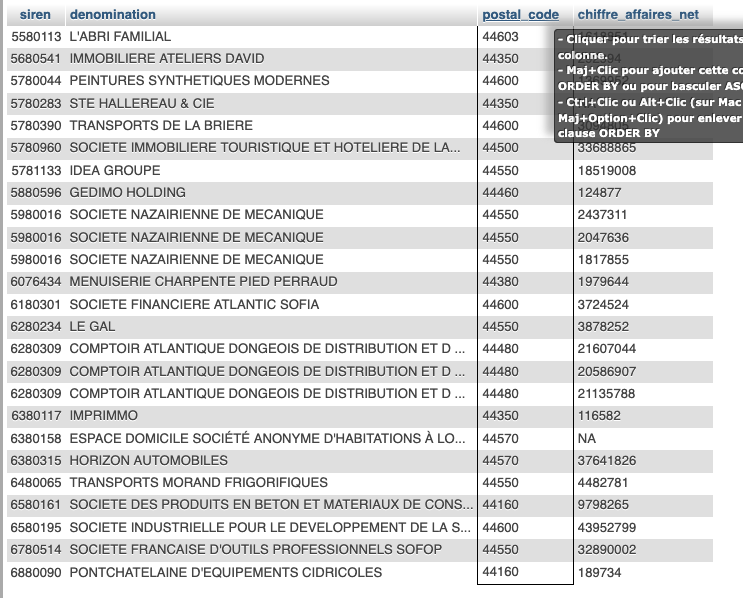 siren denomination postal_code chiffre_affaires_net
5580113 L'ABRI FAMILIAL 44603
5680541 IMMOBILIERE ATELIERS DAVID 44350
5780044 PEINTURES SYNTHETIQUES MODERNES 44600
5780283 STE HALLEREAU & CIE 44350
5780390 TRANSPORTS DE LA BRIERE 44600
- Cliquer pour trier les résultats
colonne.
- Maj+Clic pour ajouter cette co
ORDER BY ou pour basculer AS
- Ctrl+Clic ou Alt+Clic (sur Mac
Maj+Option+Clic) pour enlever
clause ORDER BY
5780960 SOCIETE IMMOBILIERE TOURISTIQUE ET HOTELIERE DE LA... 44500 33688865
5781133 IDEA GROUPE 44550 18519008
5880596 GEDIMO HOLDING 44460 124877
5980016 SOCIETE NAZAIRIENNE DE MECANIQUE 44550 2437311
5980016 SOCIETE NAZAIRIENNE DE MECANIQUE 44550 2047636
5980016 SOCIETE NAZAIRIENNE DE MECANIQUE 44550 1817855
6076434 MENUISERIE CHARPENTE PIED PERRAUD 44380 1979644
6180301 SOCIETE FINANCIERE ATLANTIC SOFIA 44600 3724524
6280234 LE GAL 44550 3878252
6280309 COMPTOIR ATLANTIQUE DONGEOIS DE DISTRIBUTION ET D ... 44480 21607044
6280309 COMPTOIR ATLANTIQUE DONGEOIS DE DISTRIBUTION ET D ... 44480 20586907
6280309 COMPTOIR ATLANTIQUE DONGEOIS DE DISTRIBUTION ET D ... 44480 21135788
6380117 IMPRIMMO 44350 116582
6380158 ESPACE DOMICILE SOCIÉTÉ ANONYME D'HABITATIONS À LO... 44570 NA
6380315 HORIZON AUTOMOBILES 44570 37641826
6480065 TRANSPORTS MORAND FRIGORIFIQUES 44550 4482781
6580161 SOCIETE DES PRODUITS EN BETON ET MATERIAUX DE CONS... 44160 9798265
6580195 SOCIETE INDUSTRIELLE POUR LE DEVELOPPEMENT DE LA S... 44600 43952799
6780514 SOCIETE FRANCAISE D'OUTILS PROFESSIONNELS SOFOP 44550 32890002
6880090 PONTCHATELAINE D'EQUIPEMENTS CIDRICOLES 44160 189734